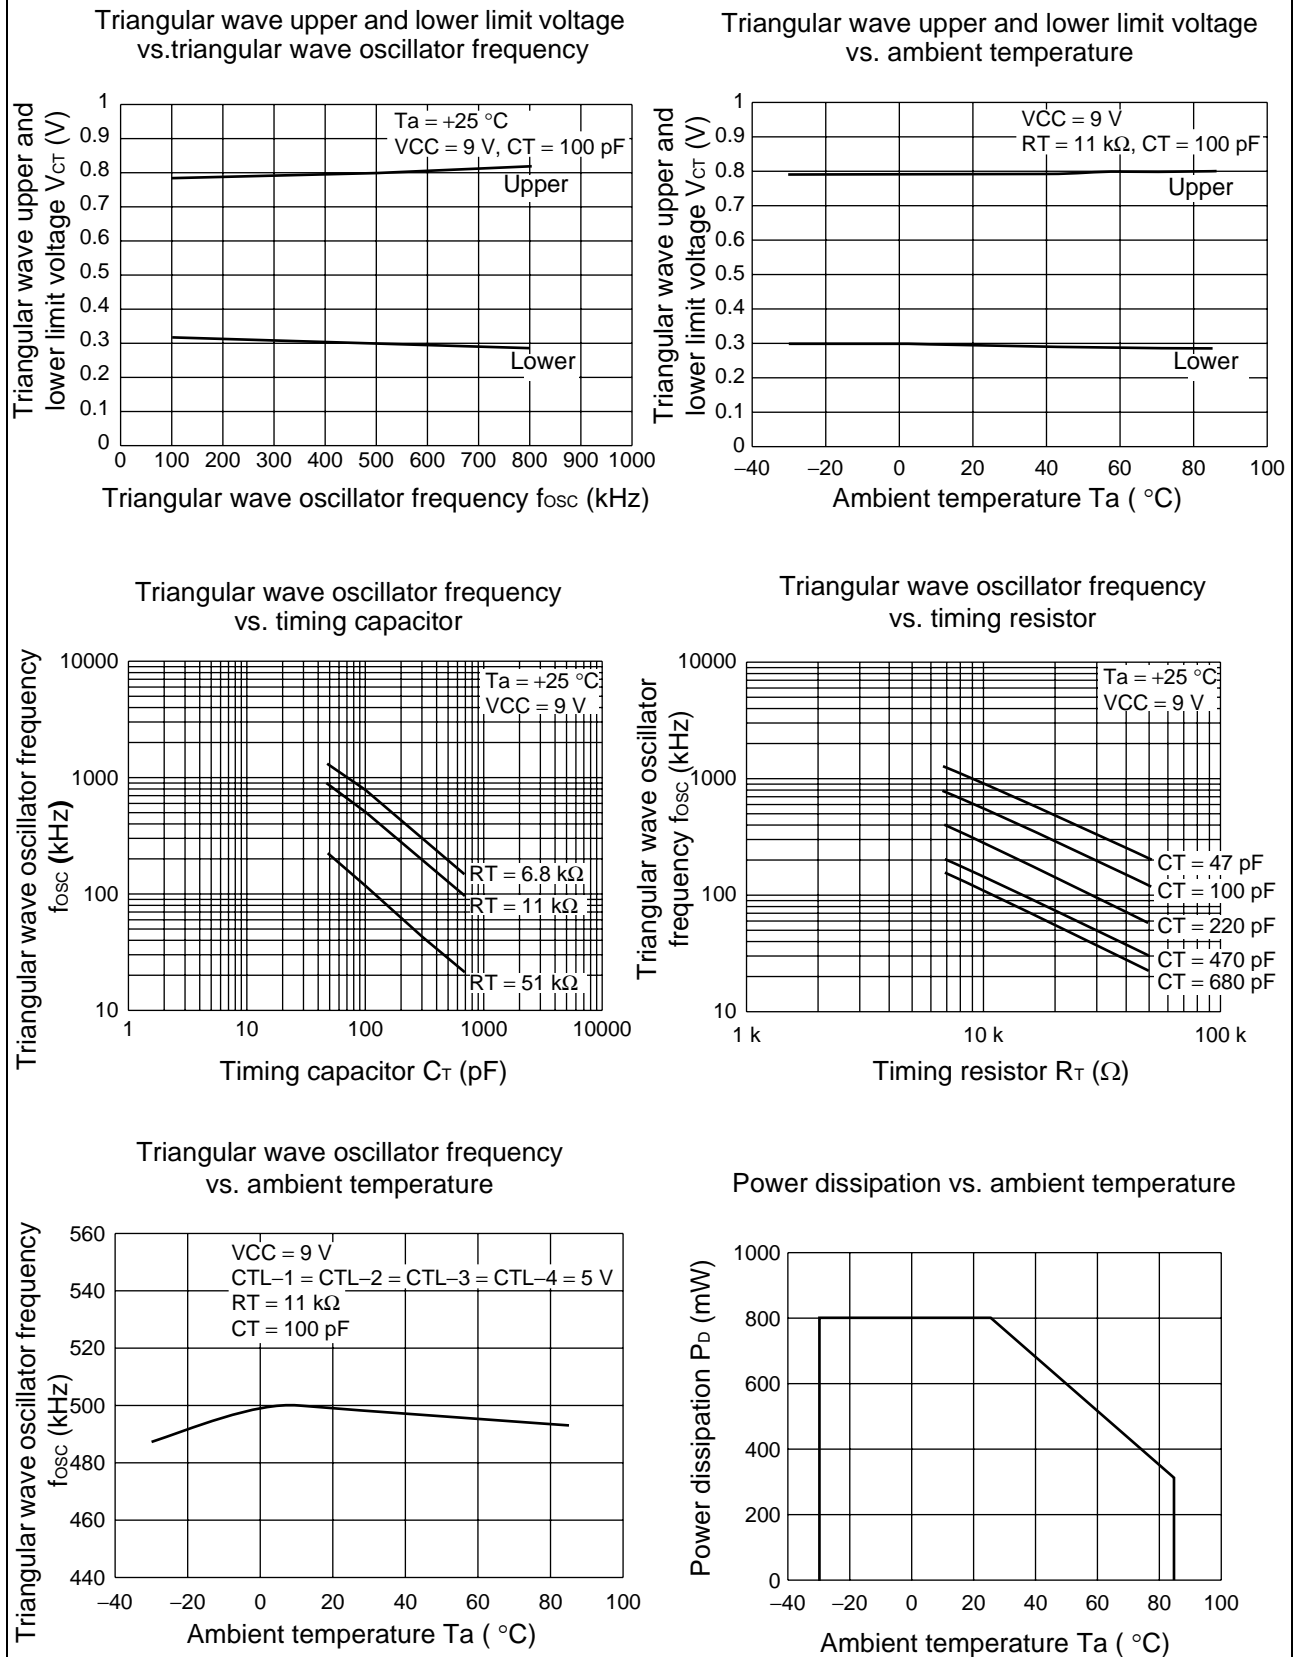 Triangular wave upper and lower limit voltage
vs.triangular wave oscillator frequency
Triangular wave upper and
lower limit voltage VCT (V)
1
0.9
0.8
0.7
0.6
0.5
0.4
0.3
0.2
0.1
0
Ta = +25 °C
VCC = 9 V, CT = 100 pF
Upper
Lower
0 100 200 300 400 500 600 700 800 900 1000
Triangular wave oscillator frequency fOSC (kHz)
Triangular wave upper and lower limit voltage
vs. ambient temperature
Triangular wave upper and
lower limit voltage VCT (V)
1
0.9
0.8
0.7
0.6
0.5
0.4
0.3
0.2
0.1
0
VCC = 9 V
RT = 11 kΩ, CT = 100 pF
Upper
Lower
−40 −20 0 20 40 60 80 100
Ambient temperature Ta ( °C)
Triangular wave oscillator frequency
vs. timing capacitor
Triangular wave oscillator frequency
fOSC (kHz)
10000
1000
100
10
Ta = +25 °C
VCC = 9 V
RT = 6.8 kΩ
RT = 11 kΩ
RT = 51 kΩ
1 10 100 1000 10000
Timing capacitor CT (pF)
Triangular wave oscillator frequency
vs. timing resistor
Triangular wave oscillator
frequency fOSC (kHz)
10000
1000
100
10
Ta = +25 °C
VCC = 9 V
CT = 47 pF
CT = 100 pF
CT = 220 pF
CT = 470 pF
CT = 680 pF
1 k 10 k 100 k
Timing resistor RT (Ω)
Triangular wave oscillator frequency
vs. ambient temperature
Triangular wave oscillator frequency
fOSC (kHz)
560
540
520
500
480
460
440
VCC = 9 V
CTL−1 = CTL−2 = CTL−3 = CTL−4 = 5 V
RT = 11 kΩ
CT = 100 pF
−40 −20 0 20 40 60 80 100
Ambient temperature Ta ( °C)
Power dissipation vs. ambient temperature
Power dissipation PD (mW)
1000
800
600
400
200
0
−40 −20 0 20 40 60 80 100
Ambient temperature Ta ( °C)